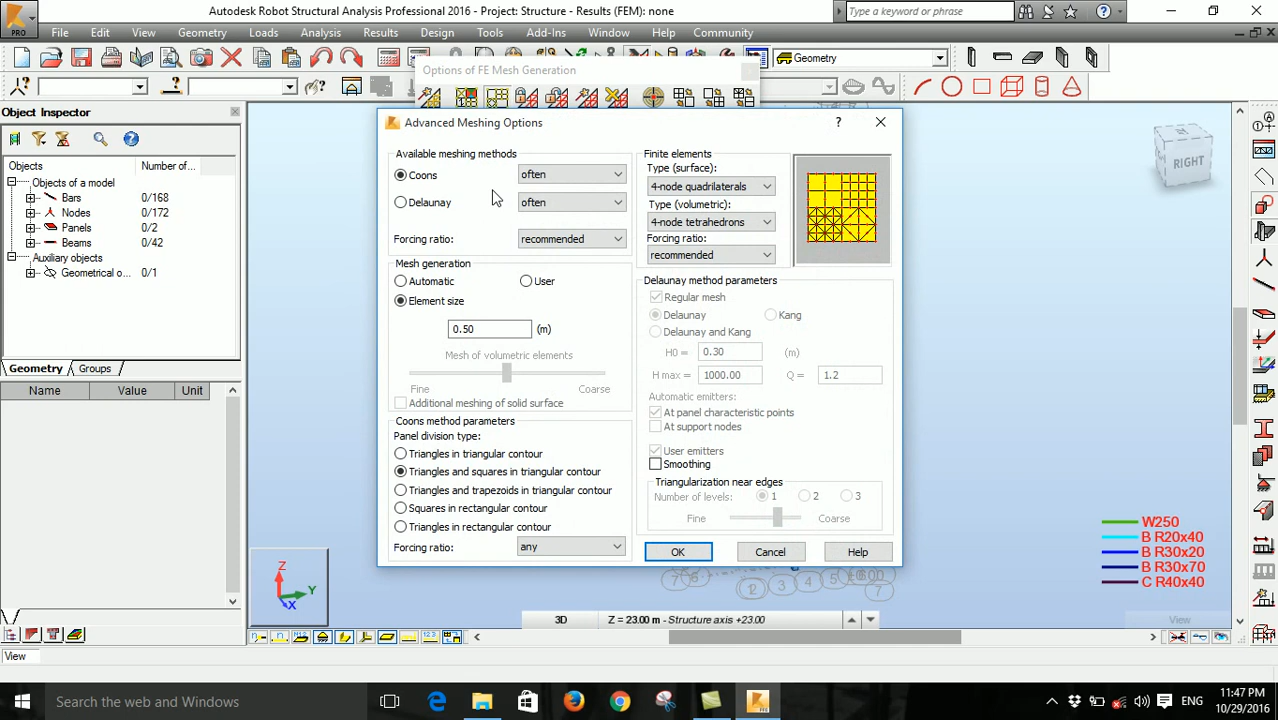 Autodesk Robot Structural Analysis Professional 2016 - Project: Structure - Results (FEM): none
Type a keyword or phrase
PRO
File Edit View Geometry Loads Analysis Results Design Tools Add-Ins Window Help Community
Geometry
Options of FE Mesh Generation
Object Inspector
Objects Number of...
Objects of a model
Bars 0/168
Nodes 0/172
Panels 0/2
Beams 0/42
Auxiliary objects
Geometrical o... 0/1
Geometry Groups
Name Value Unit
Advanced Meshing Options
Available meshing methods
Coons often
Delaunay often
Forcing ratio: recommended
Mesh generation
Automatic User
Element size
0.50 (m)
Mesh of volumetric elements
Fine Coarse
Additional meshing of solid surface
Coons method parameters
Panel division type:
Triangles in triangular contour
Triangles and squares in triangular contour
Triangles and trapezoids in triangular contour
Squares in rectangular contour
Triangles in rectangular contour
Forcing ratio: any
Finite elements
Type (surface):
4-node quadrilaterals
Type (volumetric):
4-node tetrahedrons
Forcing ratio:
recommended
Delaunay method parameters
Regular mesh
Delaunay Kang
Delaunay and Kang
H0 = 0.30 (m)
H max = 1000.00 Q = 1.2
Automatic emitters:
At panel characteristic points
At support nodes
User emitters
Smoothing
Triangularization near edges
Number of levels: 1 2 3
Fine Coarse
OK Cancel Help
RIGHT
W250
B R20x40
B R30x20
B R30x70
C R40x40
Z
Y
X
3 4 5
7
3D Z = 23.00 m - Structure axis +23.00
View
View
Search the web and Windows
ENG
11:47 PM
10/29/2016